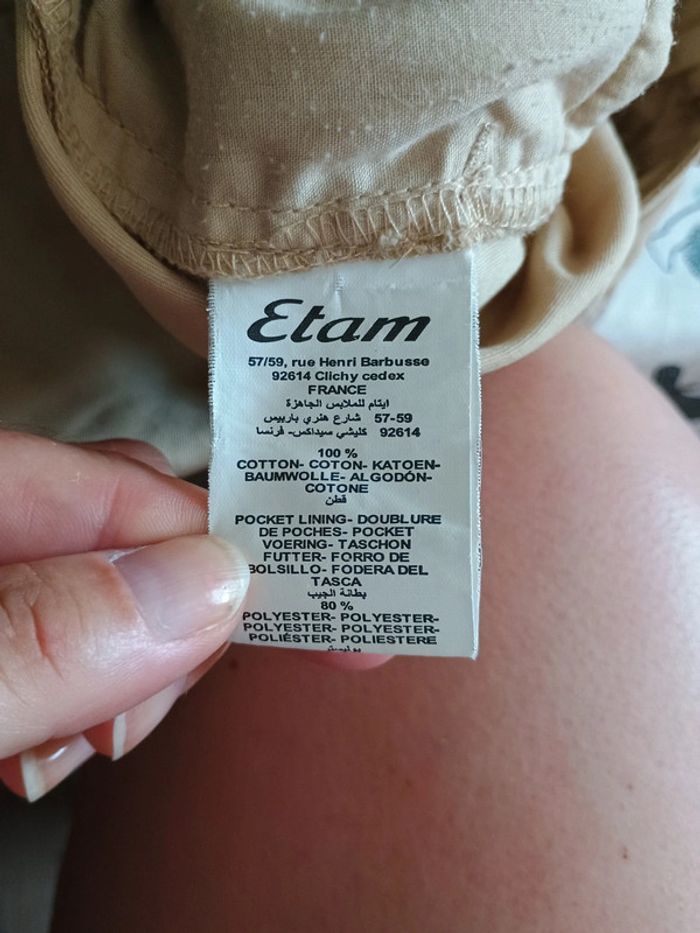 Etam
57/59, rue Henri Barbusse
92614 Clichy cedex
FRANCE
ايتام للملابس الجاهزة
57-59 شارع هنري باربيس
92614 كليشي سيداكس- فرنسا
100 %
COTTON- COTON- KATOEN-
BAUMWOLLE- ALGODÓN-
COTONE
قطن
POCKET LINING- DOUBLURE
DE POCHES- POCKET
VOERING- TASCHON
FUTTER- FORRO DE
BOLSILLO- FODERA DEL
TASCA
بطانة الجيب
80 %
POLYESTER- POLYESTER-
POLYESTER- POLYESTER-
POLIÉSTER- POLIESTERE